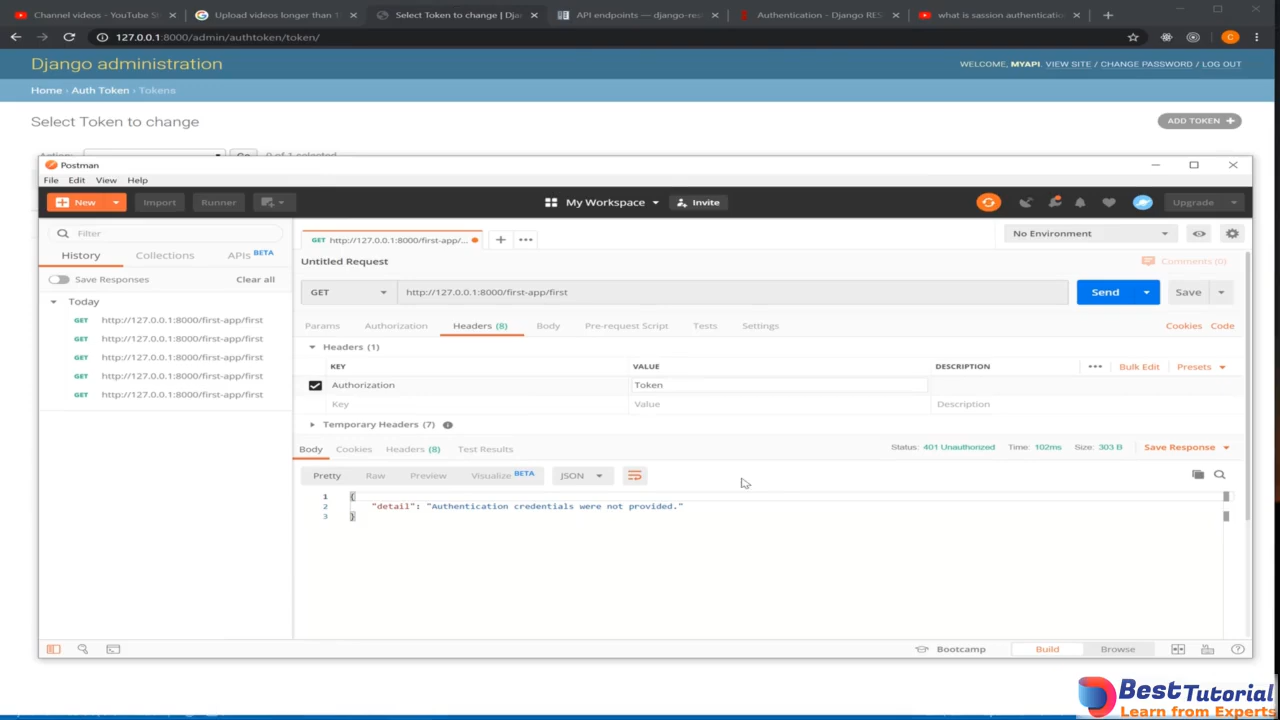 Channel videos - YouTube St
Upload videos longer than 1
Select Token to change | Djan
API endpoints — django-res
Authentication - Django RES
what is sassion authenticatio
127.0.0.1:8000/admin/authtoken/token/
C
Django administration
WELCOME, MYAPI. VIEW SITE / CHANGE PASSWORD / LOG OUT
Home › Auth Token › Tokens
Select Token to change
ADD TOKEN +
Action:
Go
0 of 1 selected
Postman
File Edit View Help
New
Import
Runner
My Workspace
Invite
Upgrade
Filter
History
Collections
APIs BETA
Save Responses
Clear all
Today
GET http://127.0.0.1:8000/first-app/first
GET http://127.0.0.1:8000/first-app/first
GET http://127.0.0.1:8000/first-app/first
GET http://127.0.0.1:8000/first-app/first
GET http://127.0.0.1:8000/first-app/first
GET http://127.0.0.1:8000/first-app/...
No Environment
Untitled Request
Comments (0)
GET
http://127.0.0.1:8000/first-app/first
Send
Save
Params
Authorization
Headers (8)
Body
Pre-request Script
Tests
Settings
Cookies Code
Headers (1)
KEY VALUE DESCRIPTION
Bulk Edit
Presets
Authorization Token
Key Value Description
Temporary Headers (7)
Body
Cookies
Headers (8)
Test Results
Status: 401 Unauthorized Time: 102ms Size: 303 B
Save Response
Pretty
Raw
Preview
Visualize BETA
JSON
1 {
2 "detail": "Authentication credentials were not provided."
3 }
Bootcamp
Build
Browse
BestTutorial
Learn from Experts